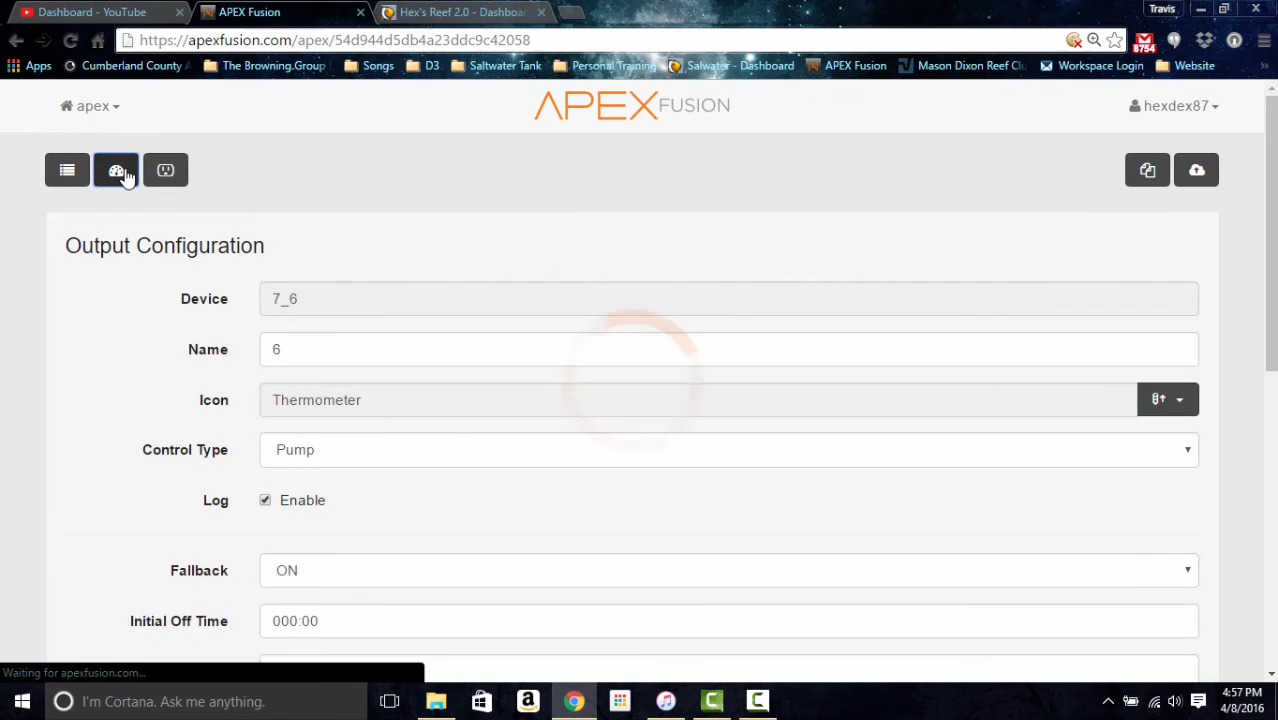 Dashboard - YouTube
APEX Fusion
Hex's Reef 2.0 - Dashboa
Travis
https://apexfusion.com/apex/54d944d5db4a23ddc9c42058
8754
Apps
Cumberland County
The Browning.Group
Songs
D3
Saltwater Tank
Personal Training
Salwater - Dashboard
APEX Fusion
Mason Dixon Reef Clu
Workspace Login
Website
apex
APEX FUSION
hexdex87
Output Configuration
Device 7_6
Name 6
Icon Thermometer
Control Type Pump
Log Enable
Fallback ON
Initial Off Time 000:00
Waiting for apexfusion.com...
I'm Cortana. Ask me anything.
4:57 PM
4/8/2016